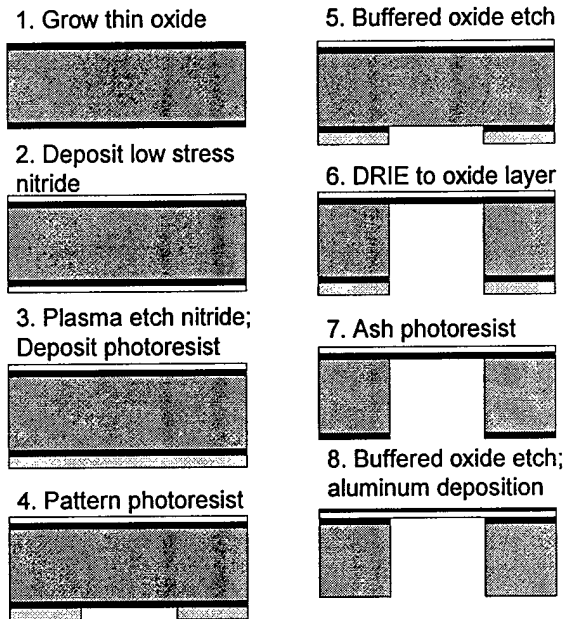 1. Grow thin oxide
2. Deposit low stress
nitride
3. Plasma etch nitride;
Deposit photoresist
4. Pattern photoresist
5. Buffered oxide etch
6. DRIE to oxide layer
7. Ash photoresist
8. Buffered oxide etch;
aluminum deposition